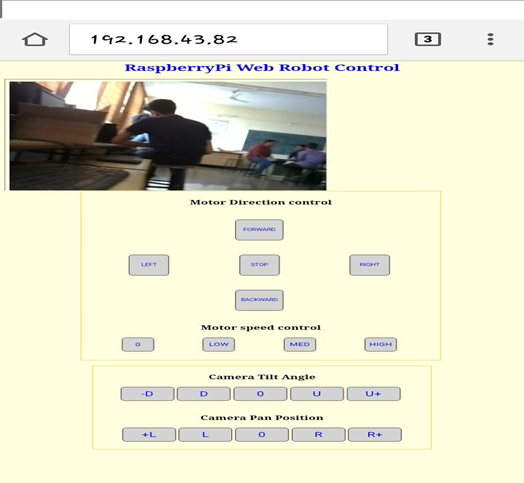 192.168.43.82
3
RaspberryPi Web Robot Control
Motor Direction control
FORWARD
LEFT STOP RIGHT
BACKWARD
Motor speed control
0 LOW MED HIGH
Camera Tilt Angle
-D D 0 U U+
Camera Pan Position
+L L 0 R R+